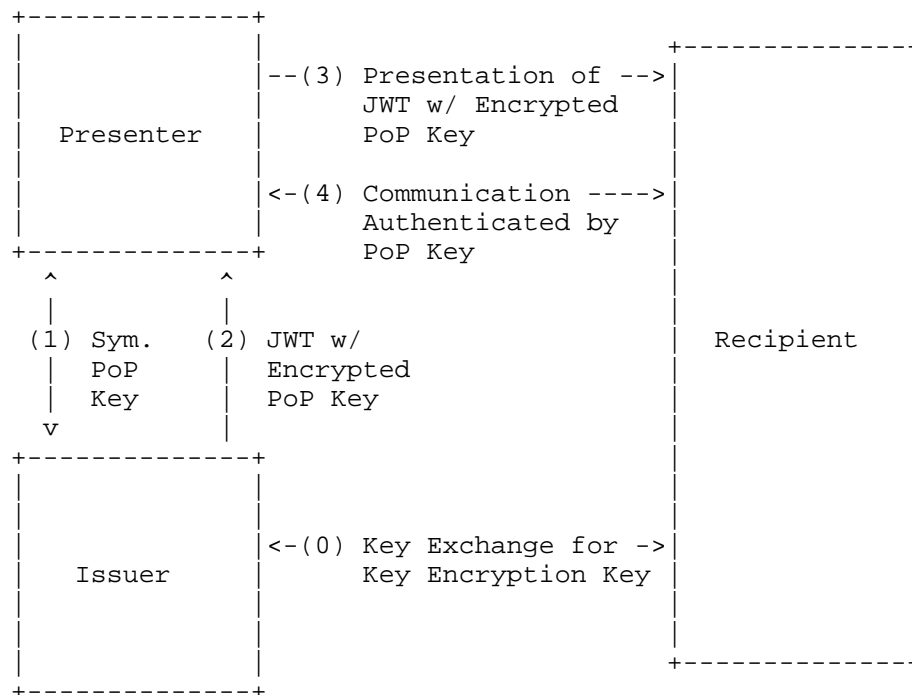 --(3) Presentation of -->
JWT w/ Encrypted
Presenter
PoP Key
<-(4) Communication ---->
Authenticated by
PoP Key
(1) Sym.
PoP
Key
(2) JWT w/
Encrypted
PoP Key
Recipient
<-(0) Key Exchange for ->
Issuer
Key Encryption Key